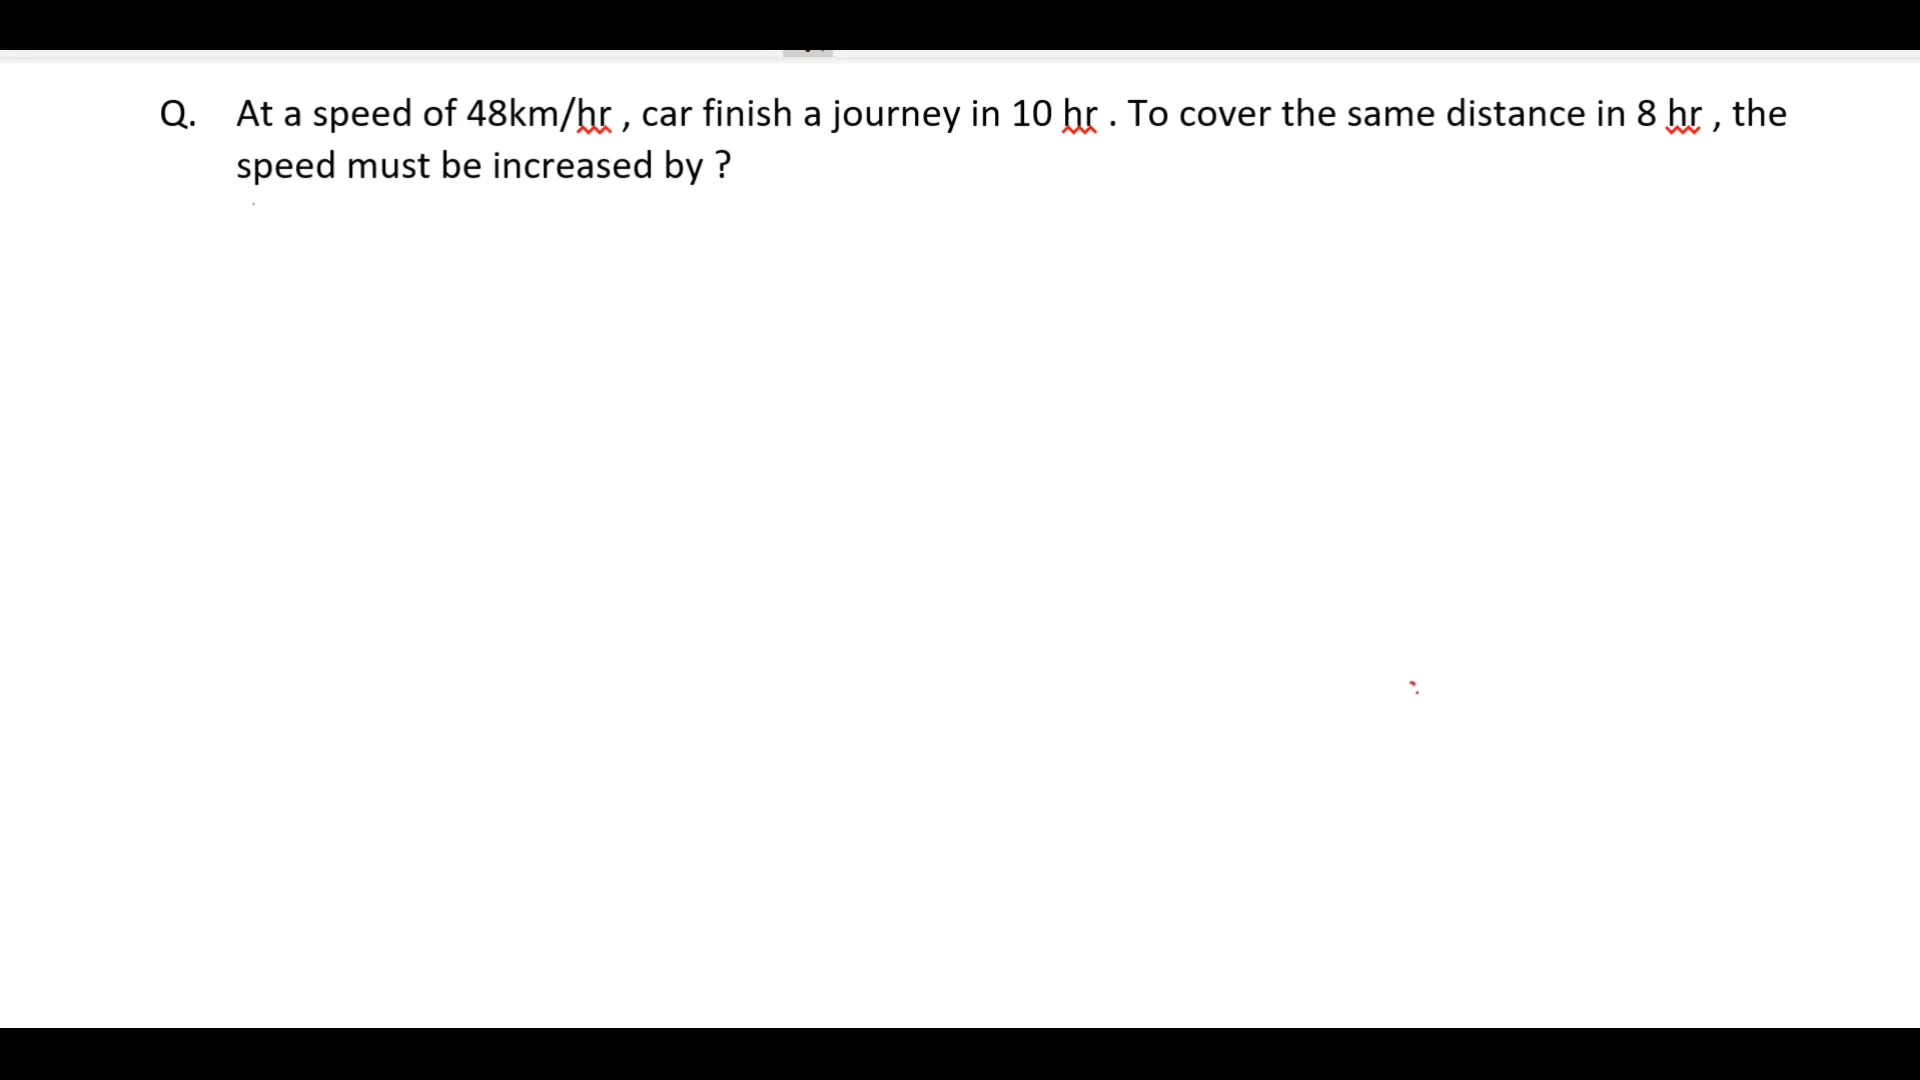 Q. At a speed of 48km/hr , car finish a journey in 10 hr . To cover the same distance in 8 hr , the
speed must be increased by ?